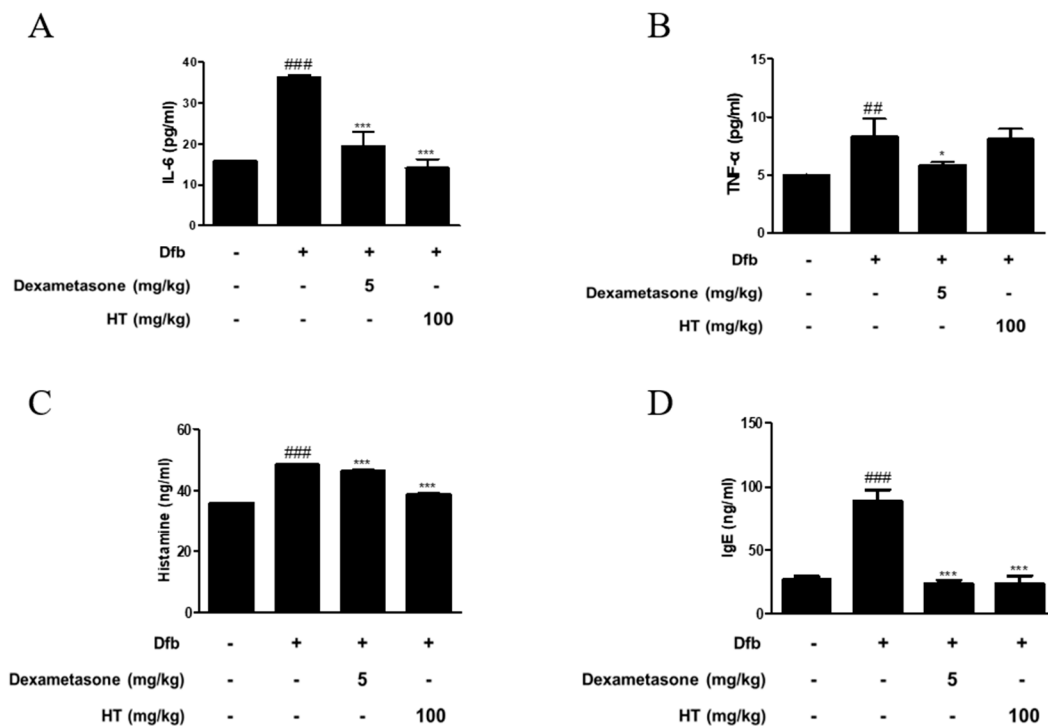 A
IL-6 (pg/ml)
50
40
30
20
10
0
###
***
***
Dfb - + + +
Dexametasone (mg/kg) - - 5 -
HT (mg/kg) - - - 100
B
TNF-α (pg/ml)
15
10
5
0
##
*
Dfb - + + +
Dexametasone (mg/kg) - - 5 -
HT (mg/kg) - - - 100
C
Histamine (ng/ml)
60
40
20
0
###
***
***
Dfb - + + +
Dexametasone (mg/kg) - - 5 -
HT (mg/kg) - - - 100
D
IgE (ng/ml)
150
100
50
0
###
***
***
Dfb - + + +
Dexametasone (mg/kg) - - 5 -
HT (mg/kg) - - - 100